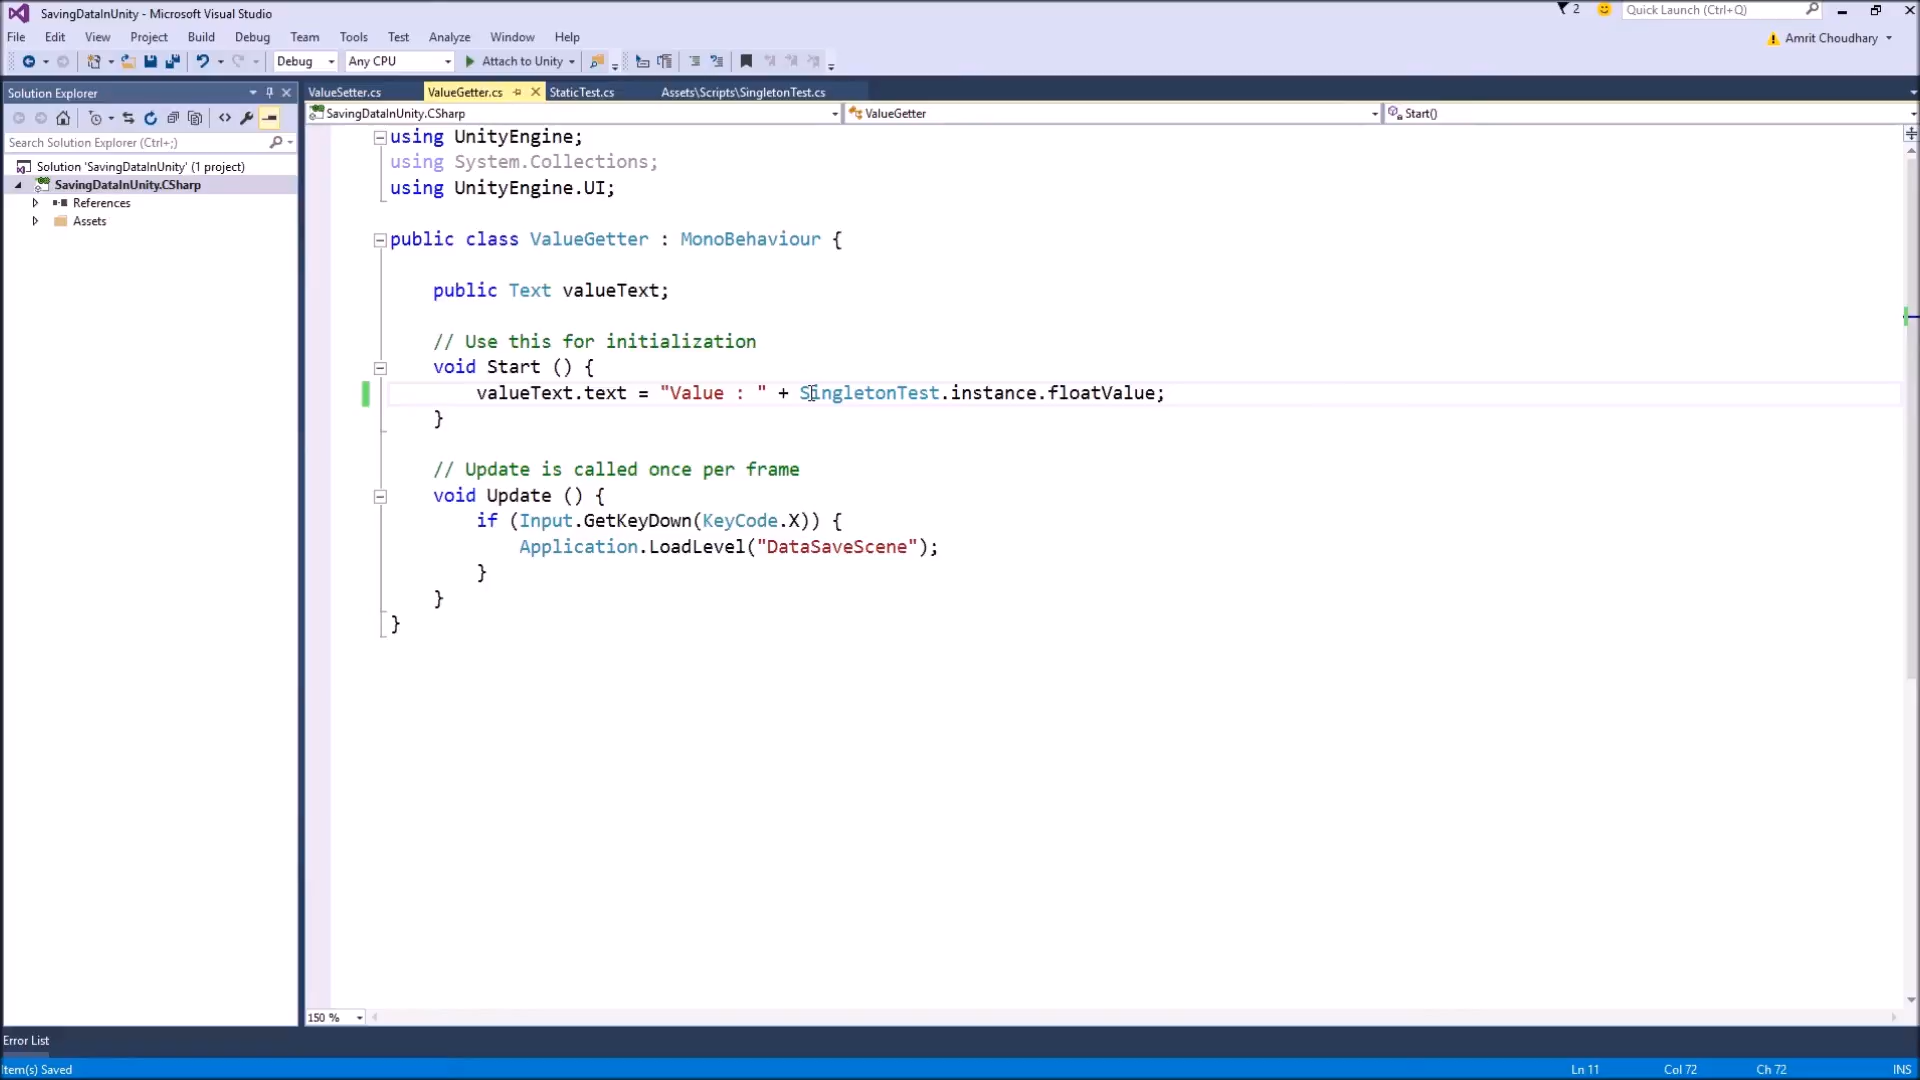 SavingDataInUnity - Microsoft Visual Studio
2
Quick Launch (Ctrl+Q)
File Edit View Project Build Debug Team Tools Test Analyze Window Help
Amrit Choudhary
Debug Any CPU Attach to Unity
Solution Explorer
ValueSetter.cs ValueGetter.cs StaticTest.cs Assets\Scripts\SingletonTest.cs
SavingDataInUnity.CSharp ValueGetter Start()
Search Solution Explorer (Ctrl+;)
Solution 'SavingDataInUnity' (1 project)
SavingDataInUnity.CSharp
References
Assets
using UnityEngine;
using System.Collections;
using UnityEngine.UI;
public class ValueGetter : MonoBehaviour {
public Text valueText;
// Use this for initialization
void Start () {
valueText.text = "Value : " + SingletonTest.instance.floatValue;
}
// Update is called once per frame
void Update () {
if (Input.GetKeyDown(KeyCode.X)) {
Application.LoadLevel("DataSaveScene");
}
}
}
150 %
Error List
Item(s) Saved
Ln 11 Col 72 Ch 72 INS